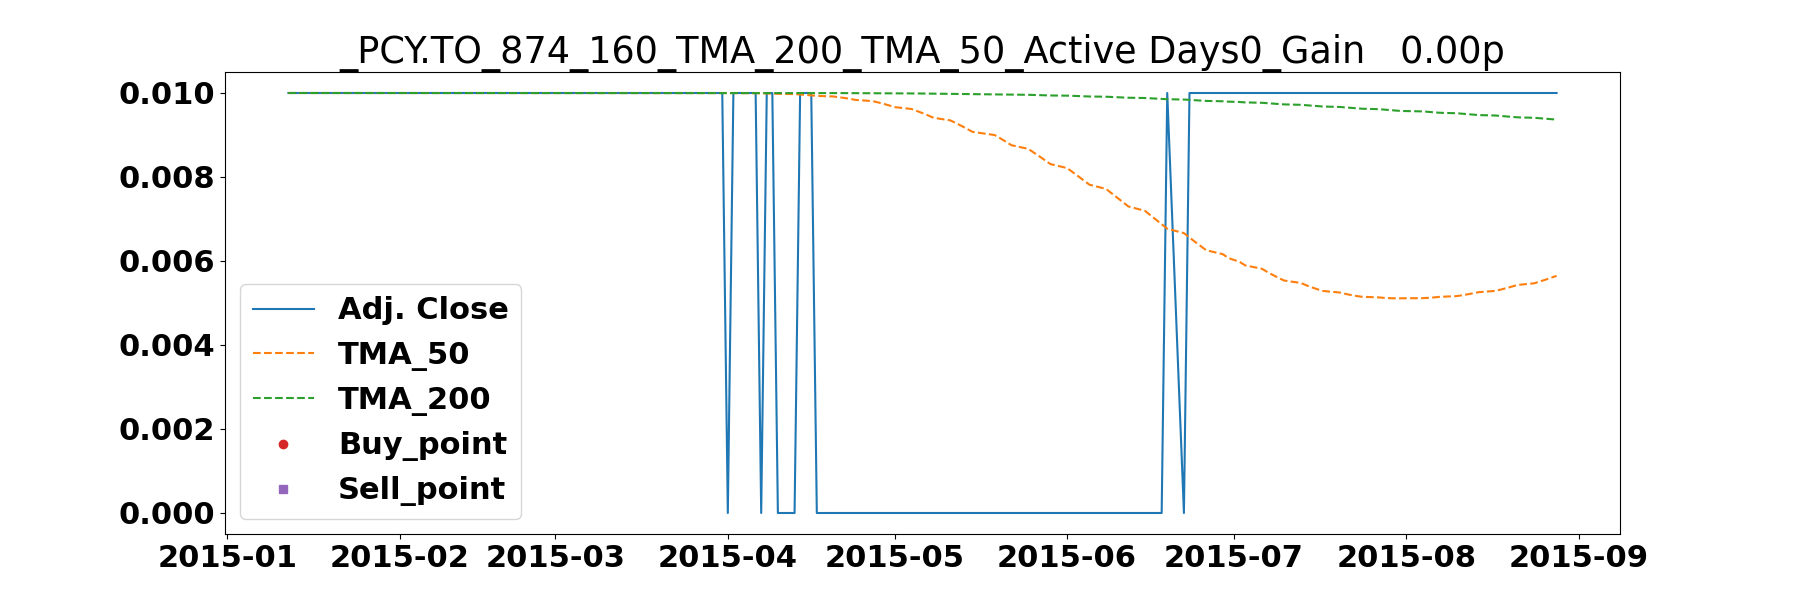 _PCY.TO_874_160_TMA_200_TMA_50_Active Days0_Gain   0.00p
0.010
0.008
0.006
0.004
0.002
0.000
Adj. Close
TMA_50
TMA_200
Buy_point
Sell_point
2015-01 2015-02 2015-03 2015-04 2015-05 2015-06 2015-07 2015-08 2015-09